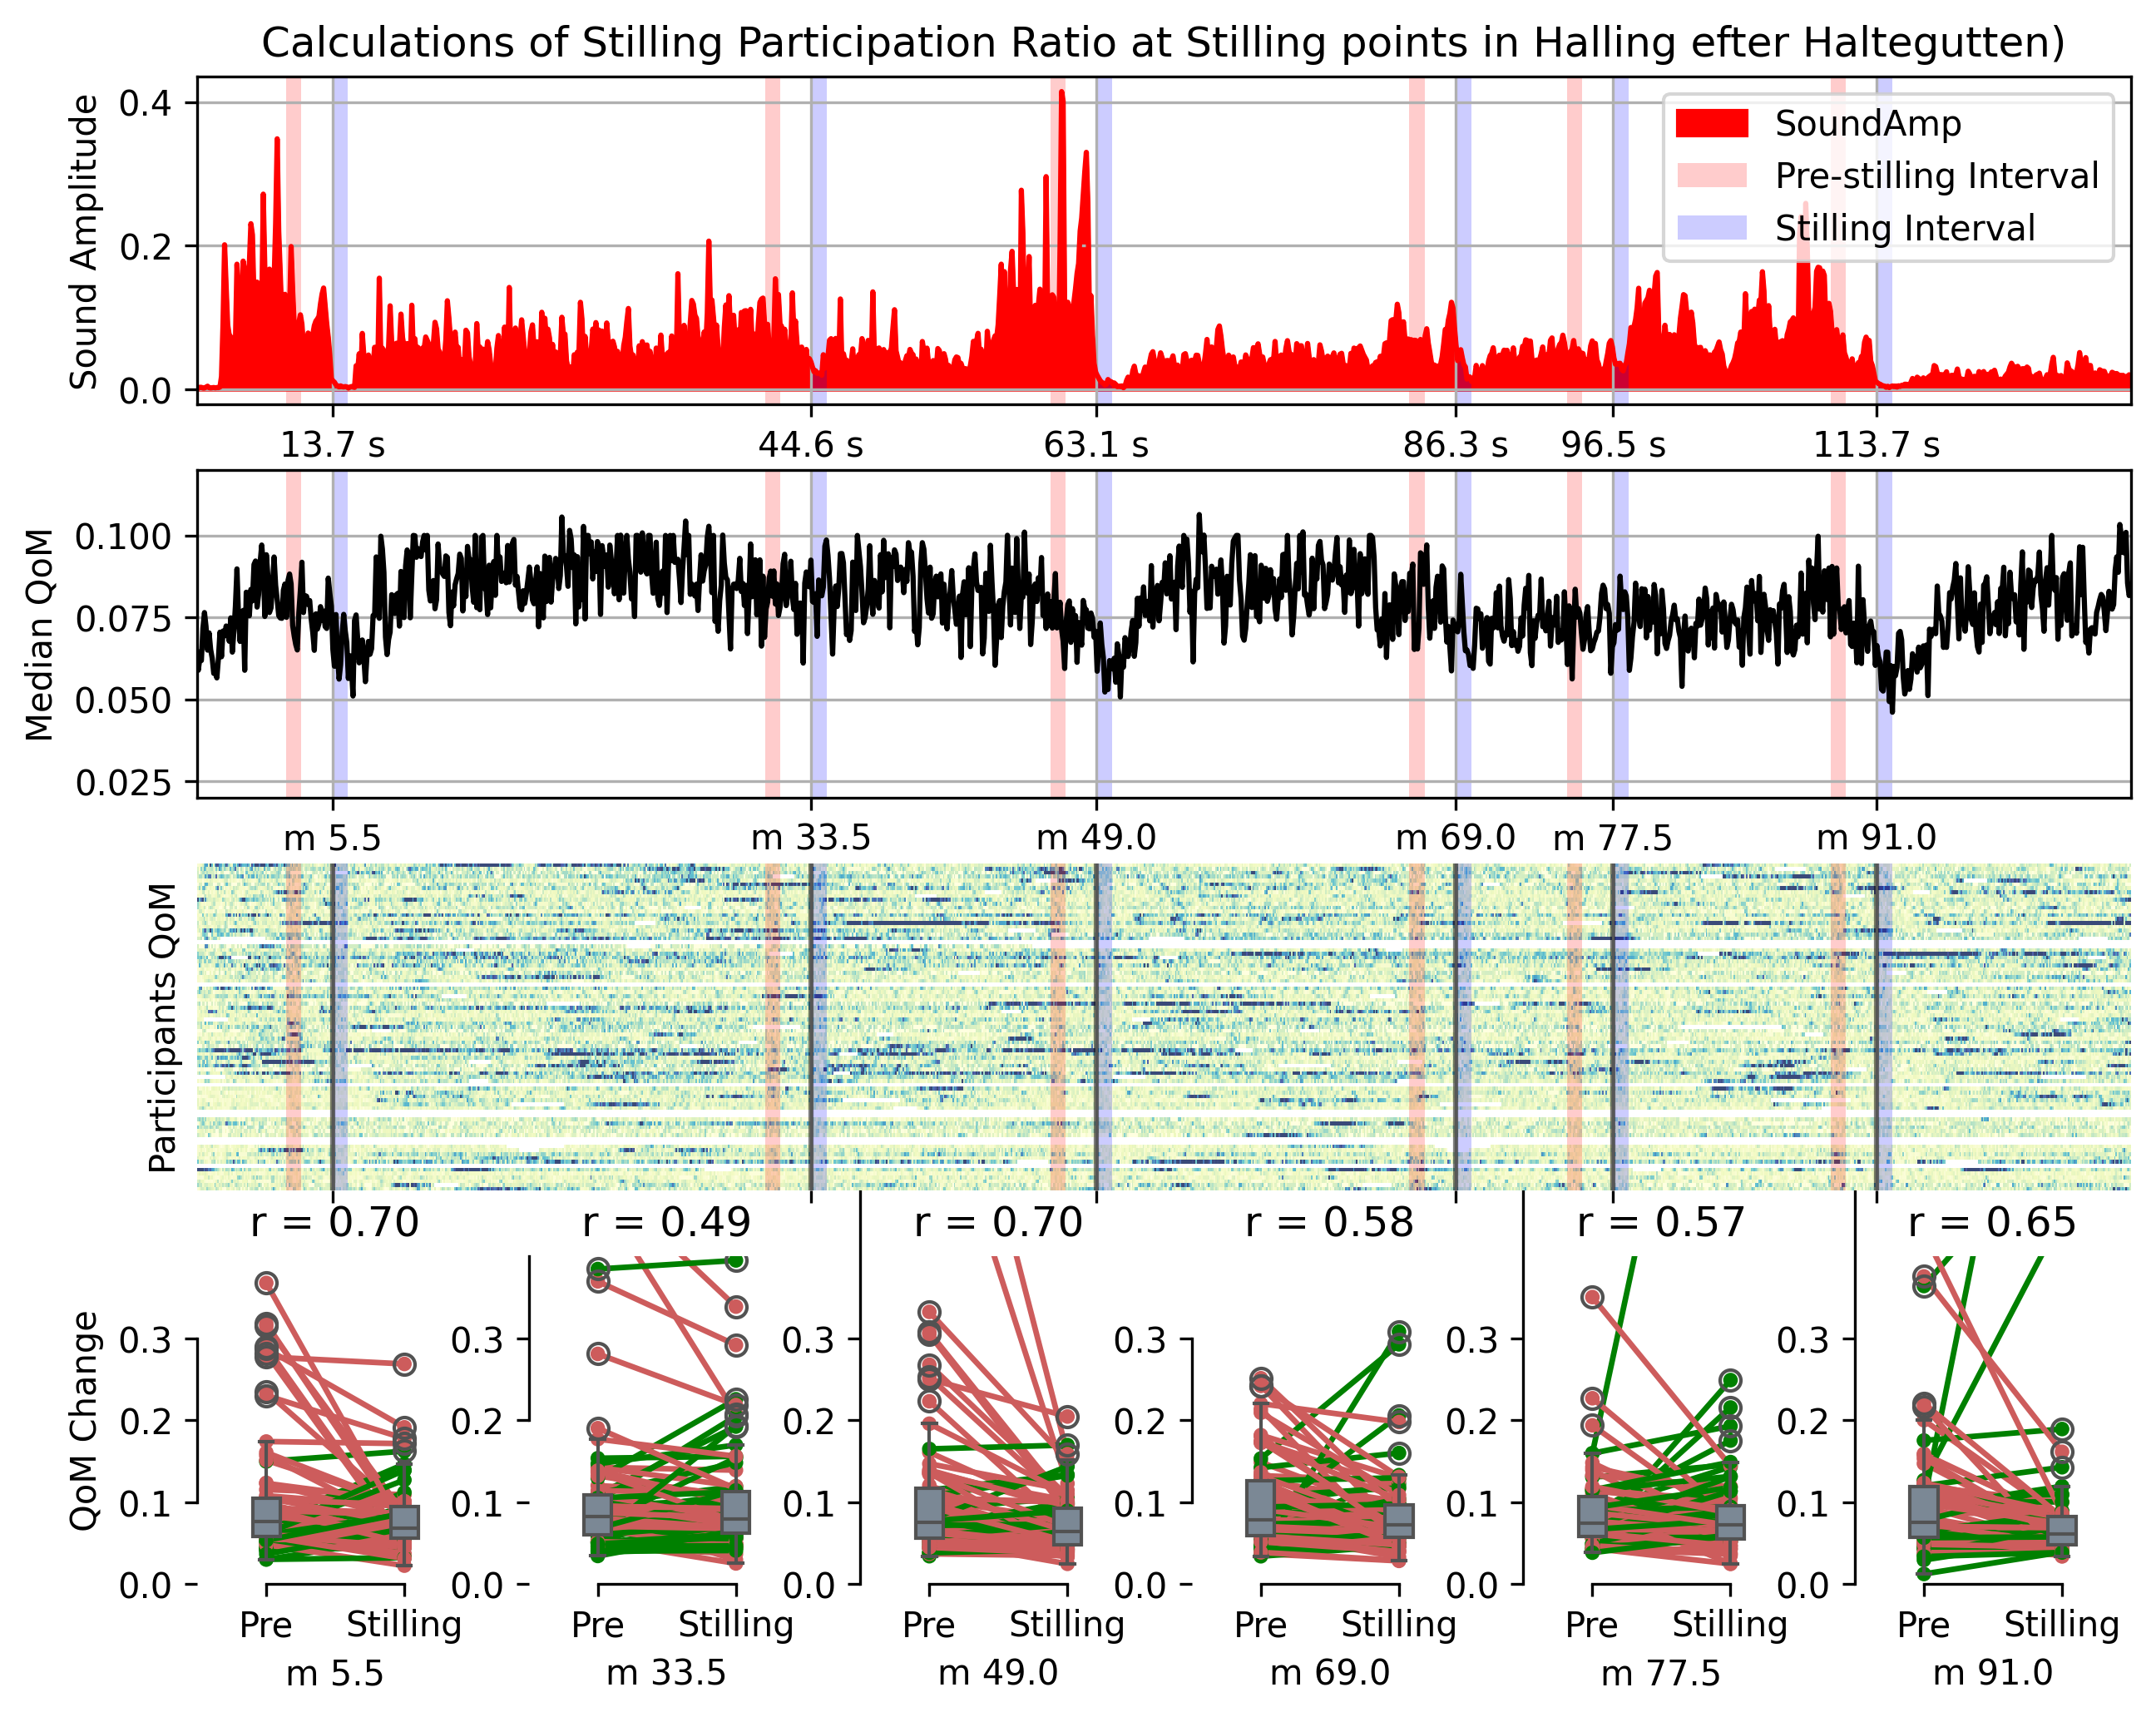 Calculations of Stilling Participation Ratio at Stilling points in Halling efter Haltegutten)
Sound Amplitude
0.4
0.2
0.0
SoundAmp
Pre-stilling Interval
Stilling Interval
13.7 s 44.6 s 63.1 s 86.3 s 96.5 s 113.7 s
Median QoM
0.100
0.075
0.050
0.025
m 5.5 m 33.5 m 49.0 m 69.0 m 77.5 m 91.0
Participants QoM
r = 0.70 r = 0.49 r = 0.70 r = 0.58 r = 0.57 r = 0.65
QoM Change
0.3 0.3 0.3 0.3 0.3 0.3
0.2 0.2 0.2 0.2 0.2 0.2
0.1 0.1 0.1 0.1 0.1 0.1
0.0 0.0 0.0 0.0 0.0 0.0
Pre Stilling Pre Stilling Pre Stilling Pre Stilling Pre Stilling Pre Stilling
m 5.5 m 33.5 m 49.0 m 69.0 m 77.5 m 91.0